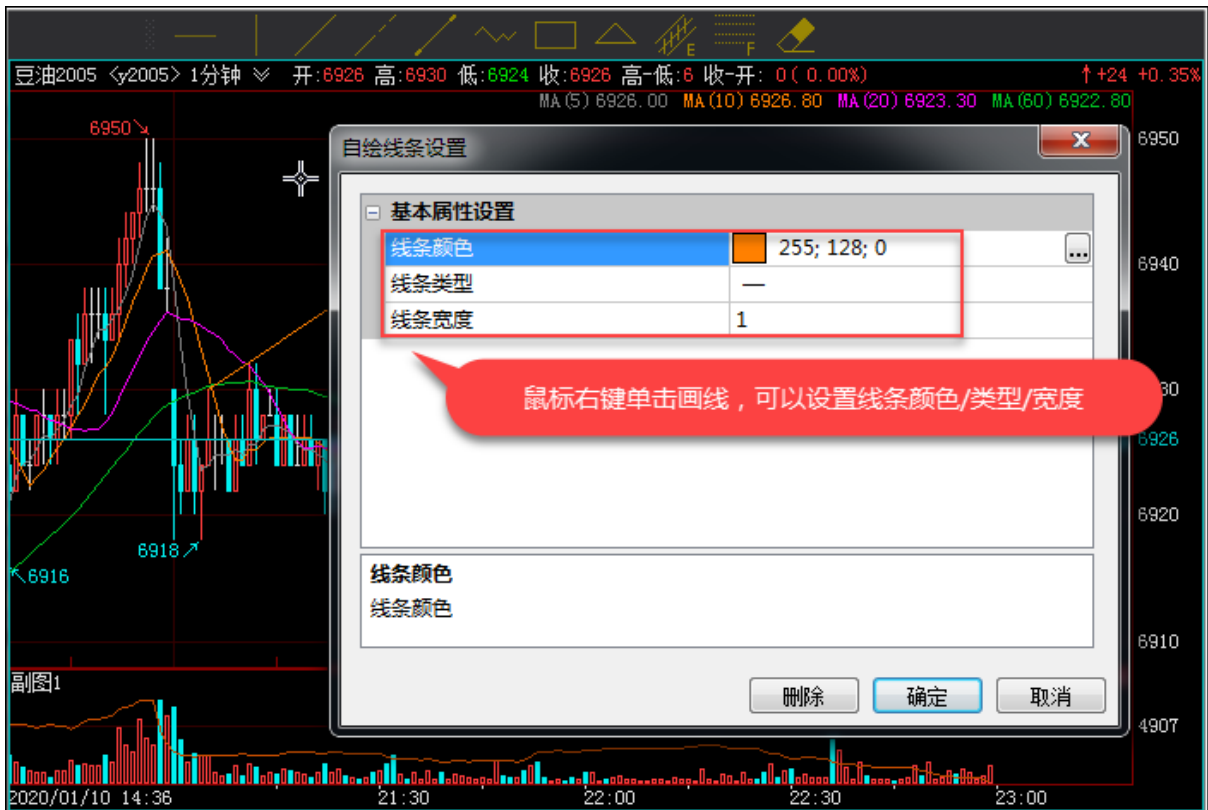 E
F
豆油2005 <y2005> 1分钟 开:6926 高:6930 低:6924 收:6926 高-低:6 收-开: 0( 0.00%) ↑+24 +0.35%
MA(5) 6926.00 MA(10) 6926.80 MA(20) 6923.30 MA(60) 6922.80
6950
6950
自绘线条设置
基本属性设置
线条颜色 255; 128; 0 ...
6940
线条类型 —
线条宽度 1
鼠标右键单击画线，可以设置线条颜色/类型/宽度
30
6926
6920
6918
6916
线条颜色
线条颜色
6910
副图1
删除 确定 取消
4907
2020/01/10 14:36 21:30 22:00 22:30 23:00